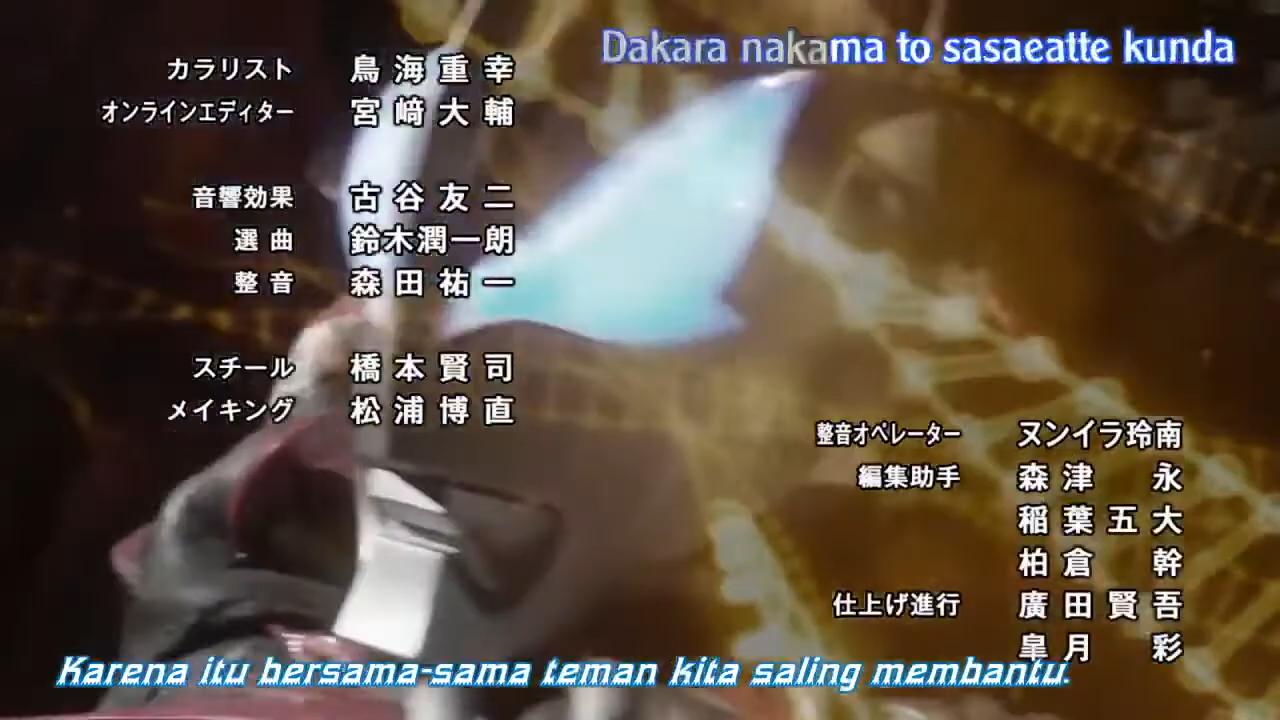 Dakara nakama to sasaeatte kunda
カラリスト 鳥海重幸
オンラインエディター 宮﨑大輔
音響効果 古谷友二
選曲 鈴木潤一朗
整音 森田祐一
スチール 橋本賢司
メイキング 松浦博直
整音オペレーター ヌンイラ玲南
編集助手 森津 永
稲葉五大
柏倉 幹
仕上げ進行 廣田賢吾
皐月 彩
Karena itu bersama-sama teman kita saling membantu.